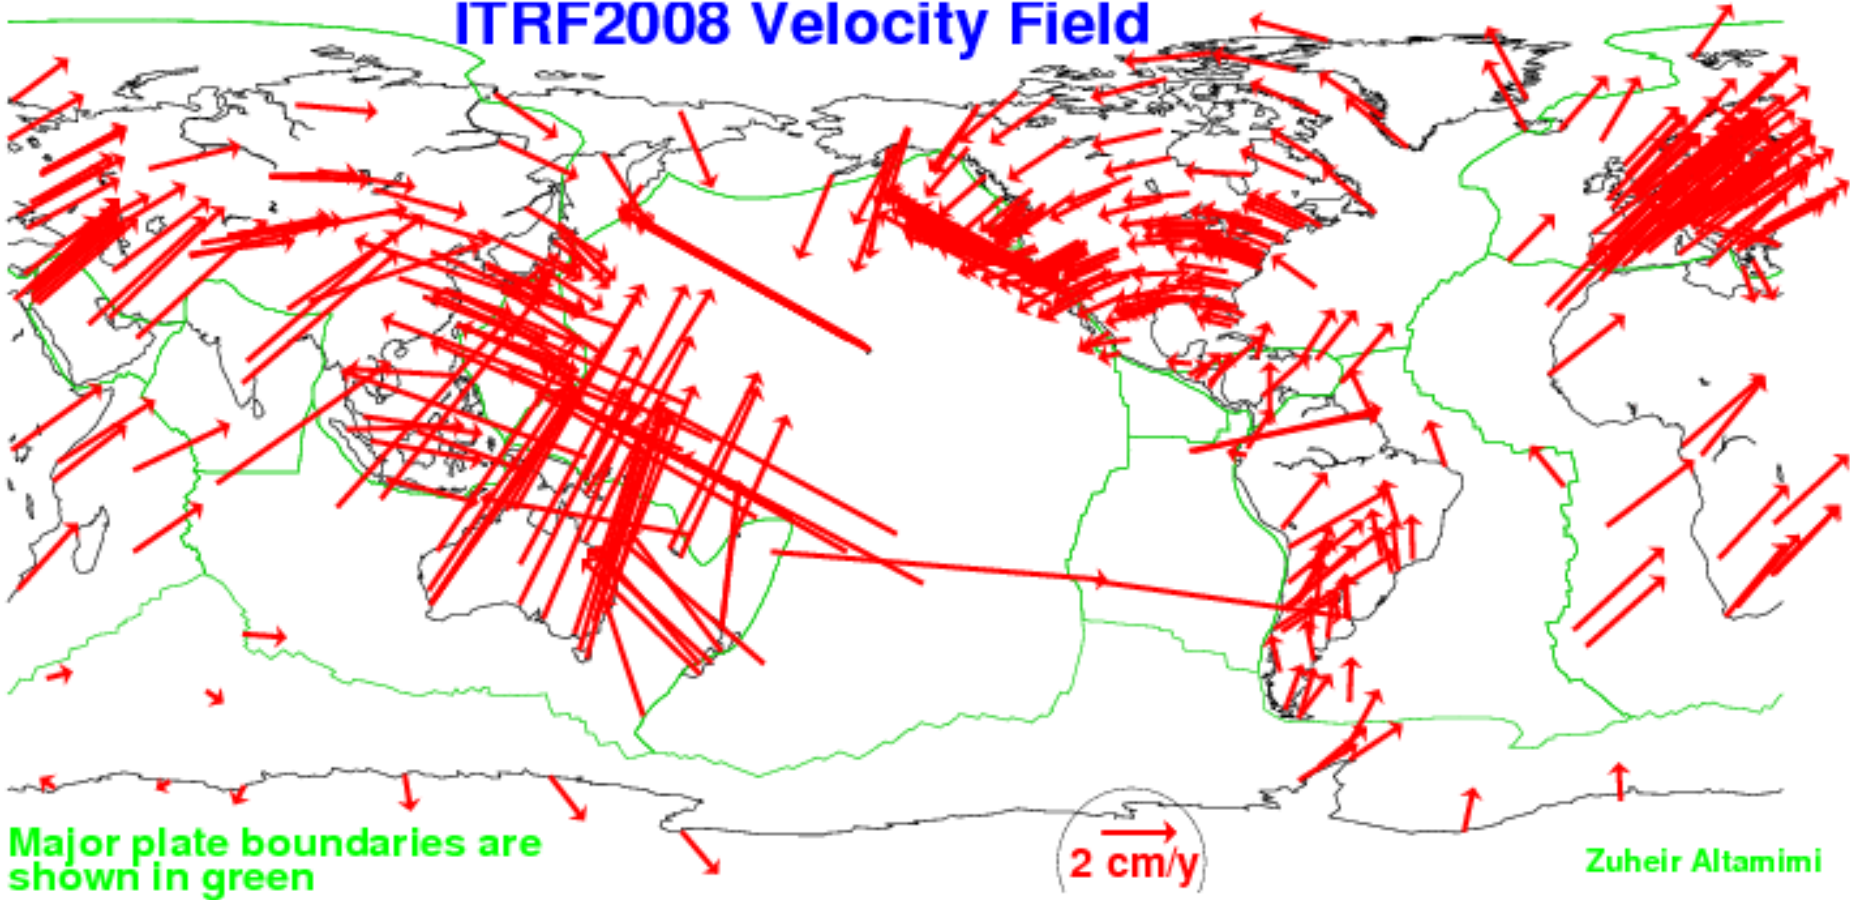 ITRF2008 Velocity Field
Major plate boundaries are
shown in green
2 cm/y
Zuheir Altamimi